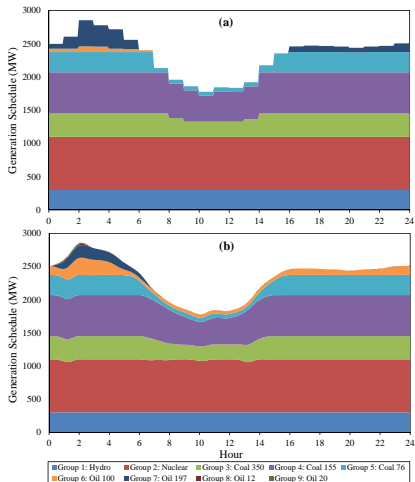 (a)
Generation Schedule (MW)
3000
2500
2000
1500
1000
500
0
0 2 4 6 8 10 12 14 16 18 20 22 24
(b)
Generation Schedule (MW)
3000
2500
2000
1500
1000
500
0
0 2 4 6 8 10 12 14 16 18 20 22 24
Hour
Group 1: Hydro Group 2: Nuclear Group 3: Coal 350 Group 4: Coal 155 Group 5: Coal 76
Group 6: Oil 100 Group 7: Oil 197 Group 8: Oil 12 Group 9: Oil 20